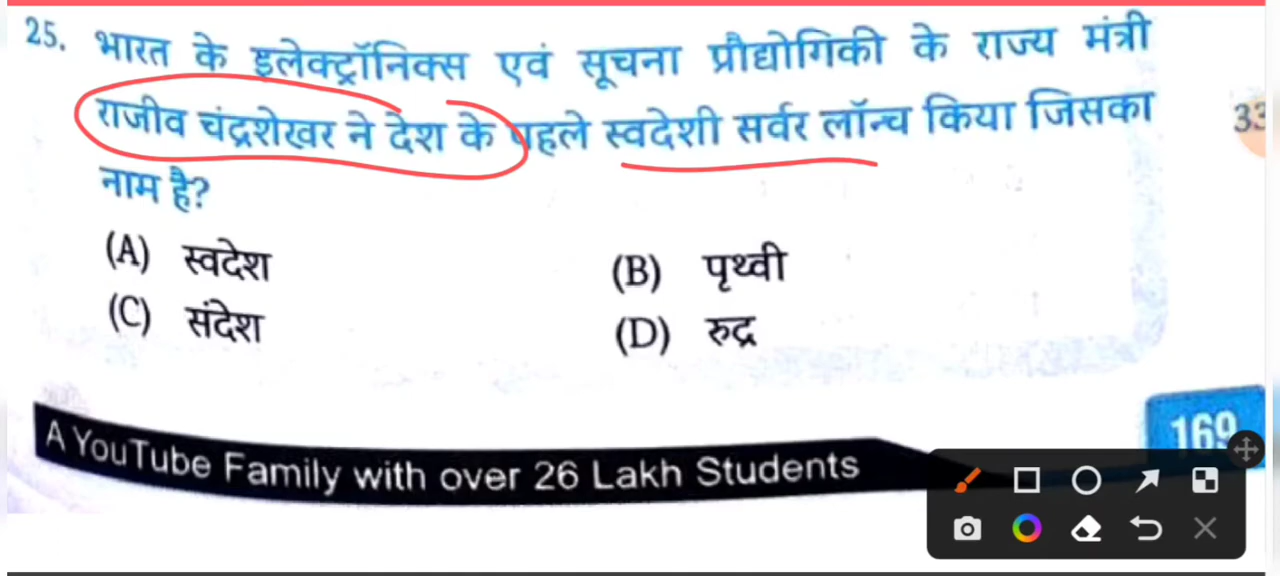 25. भारत के इलेक्ट्रॉनिक्स एवं सूचना प्रौद्योगिकी के राज्य मंत्री
राजीव चंद्रशेखर ने देश के पहले स्वदेशी सर्वर लॉन्च किया जिसका
नाम है?
(A) स्वदेश
(B) पृथ्वी
(C) संदेश
(D) रुद्र
33
169
A YouTube Family with over 26 Lakh Students